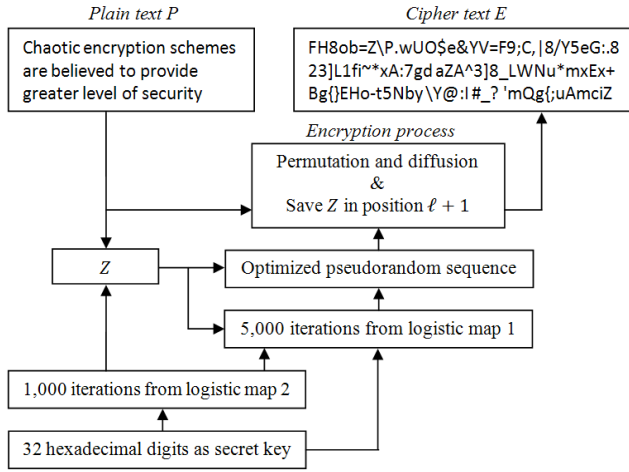 Plain text P
Cipher text E
Chaotic encryption schemes
are believed to provide
greater level of security
FH8ob=Z\P.wUO$e&YV=F9;C,|8/Y5eG:.8
23]L1fi~*xA:7gd aZA^3]8_LWNu*mxEx+
Bg{}EHo-t5Nby\Y@:l#_? 'mQg{;uAmciZ
Encryption process
Permutation and diffusion
&
Save Z in position ℓ + 1
Z
Optimized pseudorandom sequence
5,000 iterations from logistic map 1
1,000 iterations from logistic map 2
32 hexadecimal digits as secret key